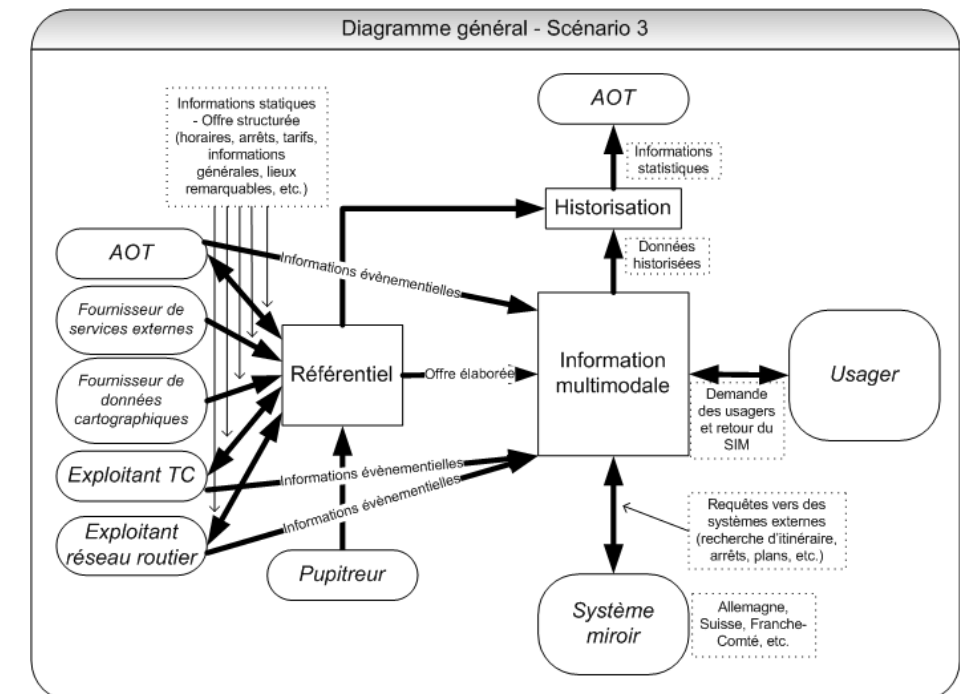 Diagramme général - Scénario 3
Informations statiques
- Offre structurée
(horaires, arrêts, tarifs,
informations
générales, lieux
remarquables, etc.)
AOT
Informations
statistiques
Historisation
Données
historisées
AOT
Informations évènementielles
Fournisseur de
services externes
Fournisseur de
données
cartographiques
Référentiel
Offre élaborée
Information
multimodale
Usager
Demande
des usagers
et retour du
SIM
Exploitant TC
Informations évènementielles
Exploitant
réseau routier
Informations évènementielles
Pupitreur
Requêtes vers des
systèmes externes
(recherche d'itinéraire,
arrêts, plans, etc.)
Système
miroir
Allemagne,
Suisse, Franche-
Comté, etc.